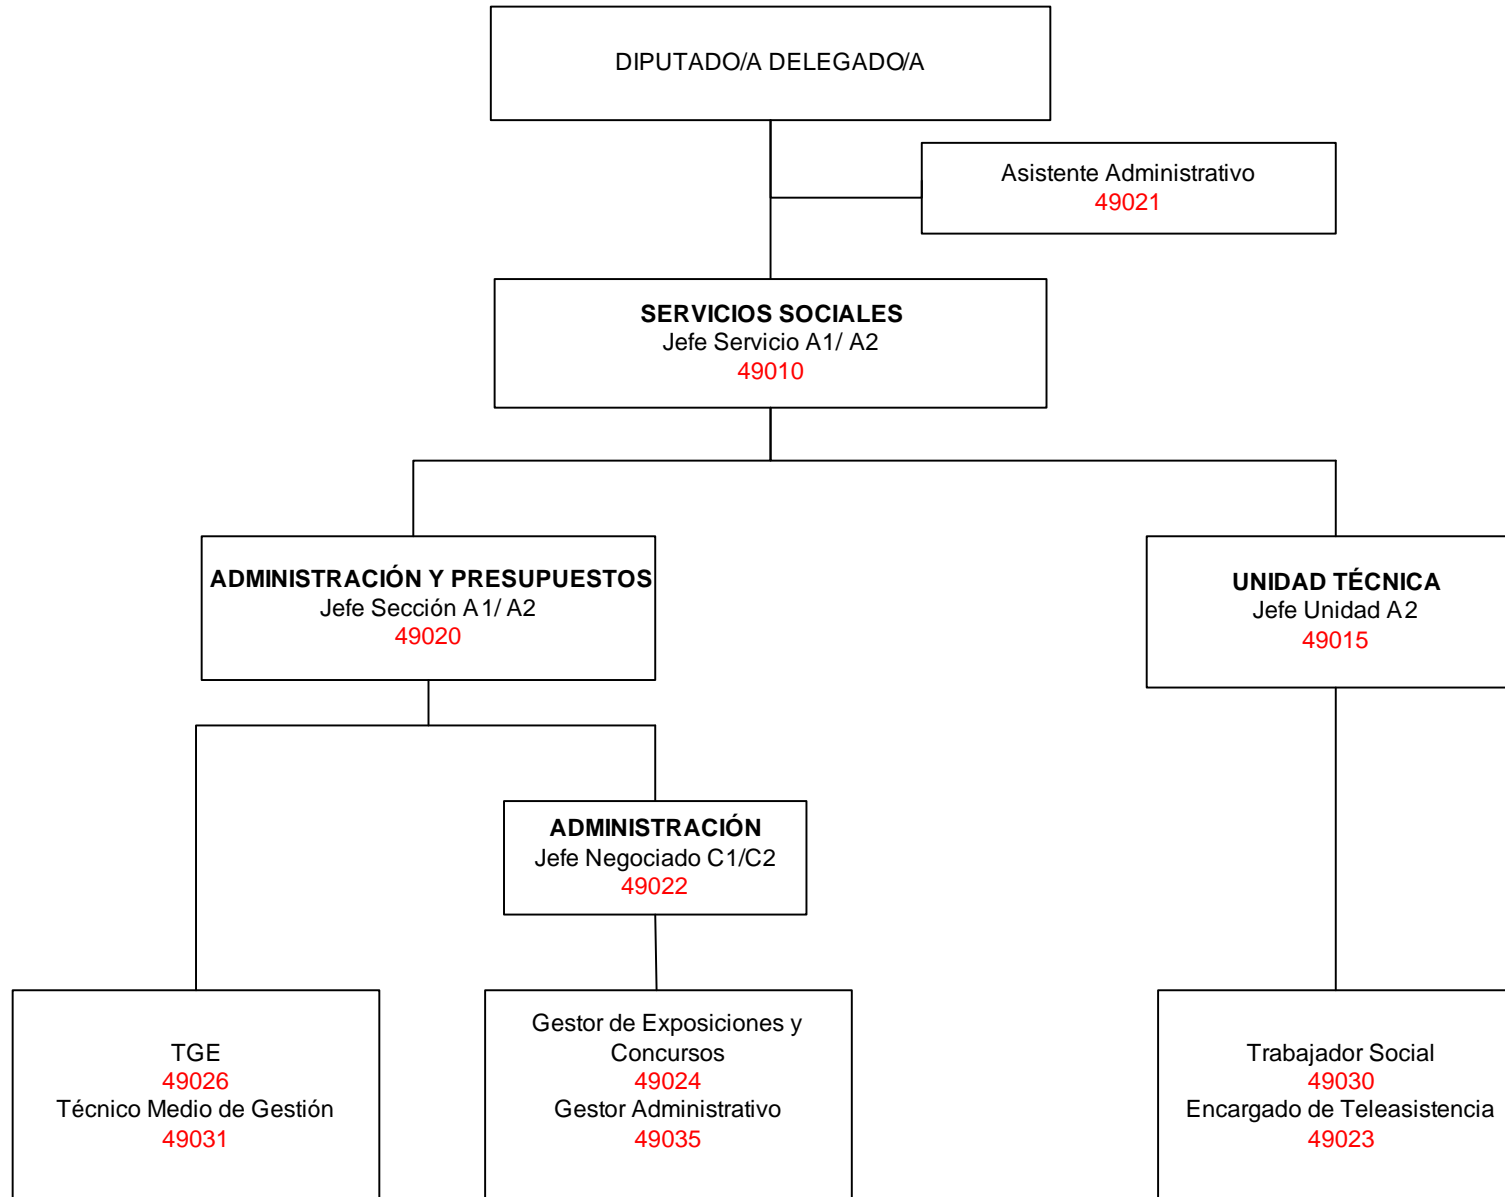 DIPUTADO/A DELEGADO/A
Asistente Administrativo
49021
SERVICIOS SOCIALES
Jefe Servicio A1/ A2
49010
ADMINISTRACIÓN Y PRESUPUESTOS
Jefe Sección A1/ A2
49020
UNIDAD TÉCNICA
Jefe Unidad A2
49015
ADMINISTRACIÓN
Jefe Negociado C1/C2
49022
TGE
49026
Técnico Medio de Gestión
49031
Gestor de Exposiciones y
Concursos
49024
Gestor Administrativo
49035
Trabajador Social
49030
Encargado de Teleasistencia
49023